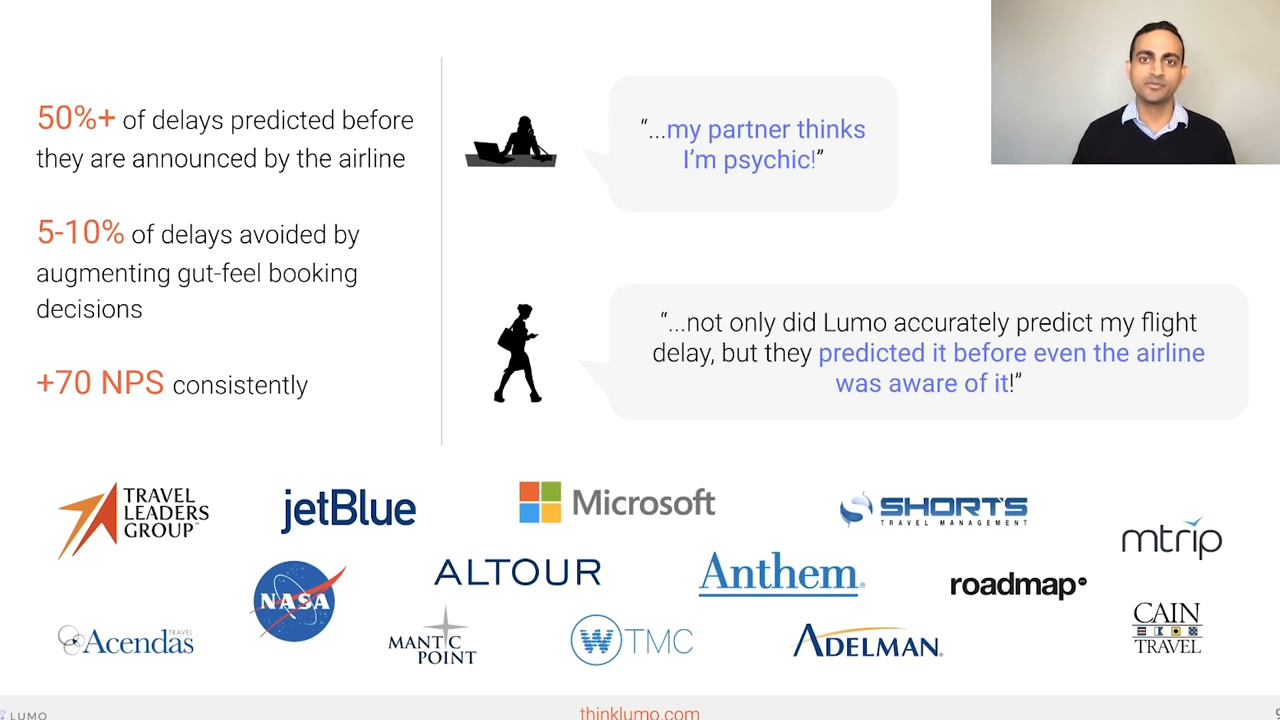 50%+ of delays predicted before
they are announced by the airline
5-10% of delays avoided by
augmenting gut-feel booking
decisions
+70 NPS consistently
“...my partner thinks
I’m psychic!”
“...not only did Lumo accurately predict my flight
delay, but they predicted it before even the airline
was aware of it!”
TRAVEL
LEADERS
GROUP™
jetBlue
Microsoft
SHORT'S
TRAVEL MANAGEMENT
mtrip
NASA
ALTOUR
Anthem.
roadmap
Acendas TRAVEL
MANTIC
POINT
W TMC
ADELMAN.
CAIN
TRAVEL
LUMO
thinklumo.com